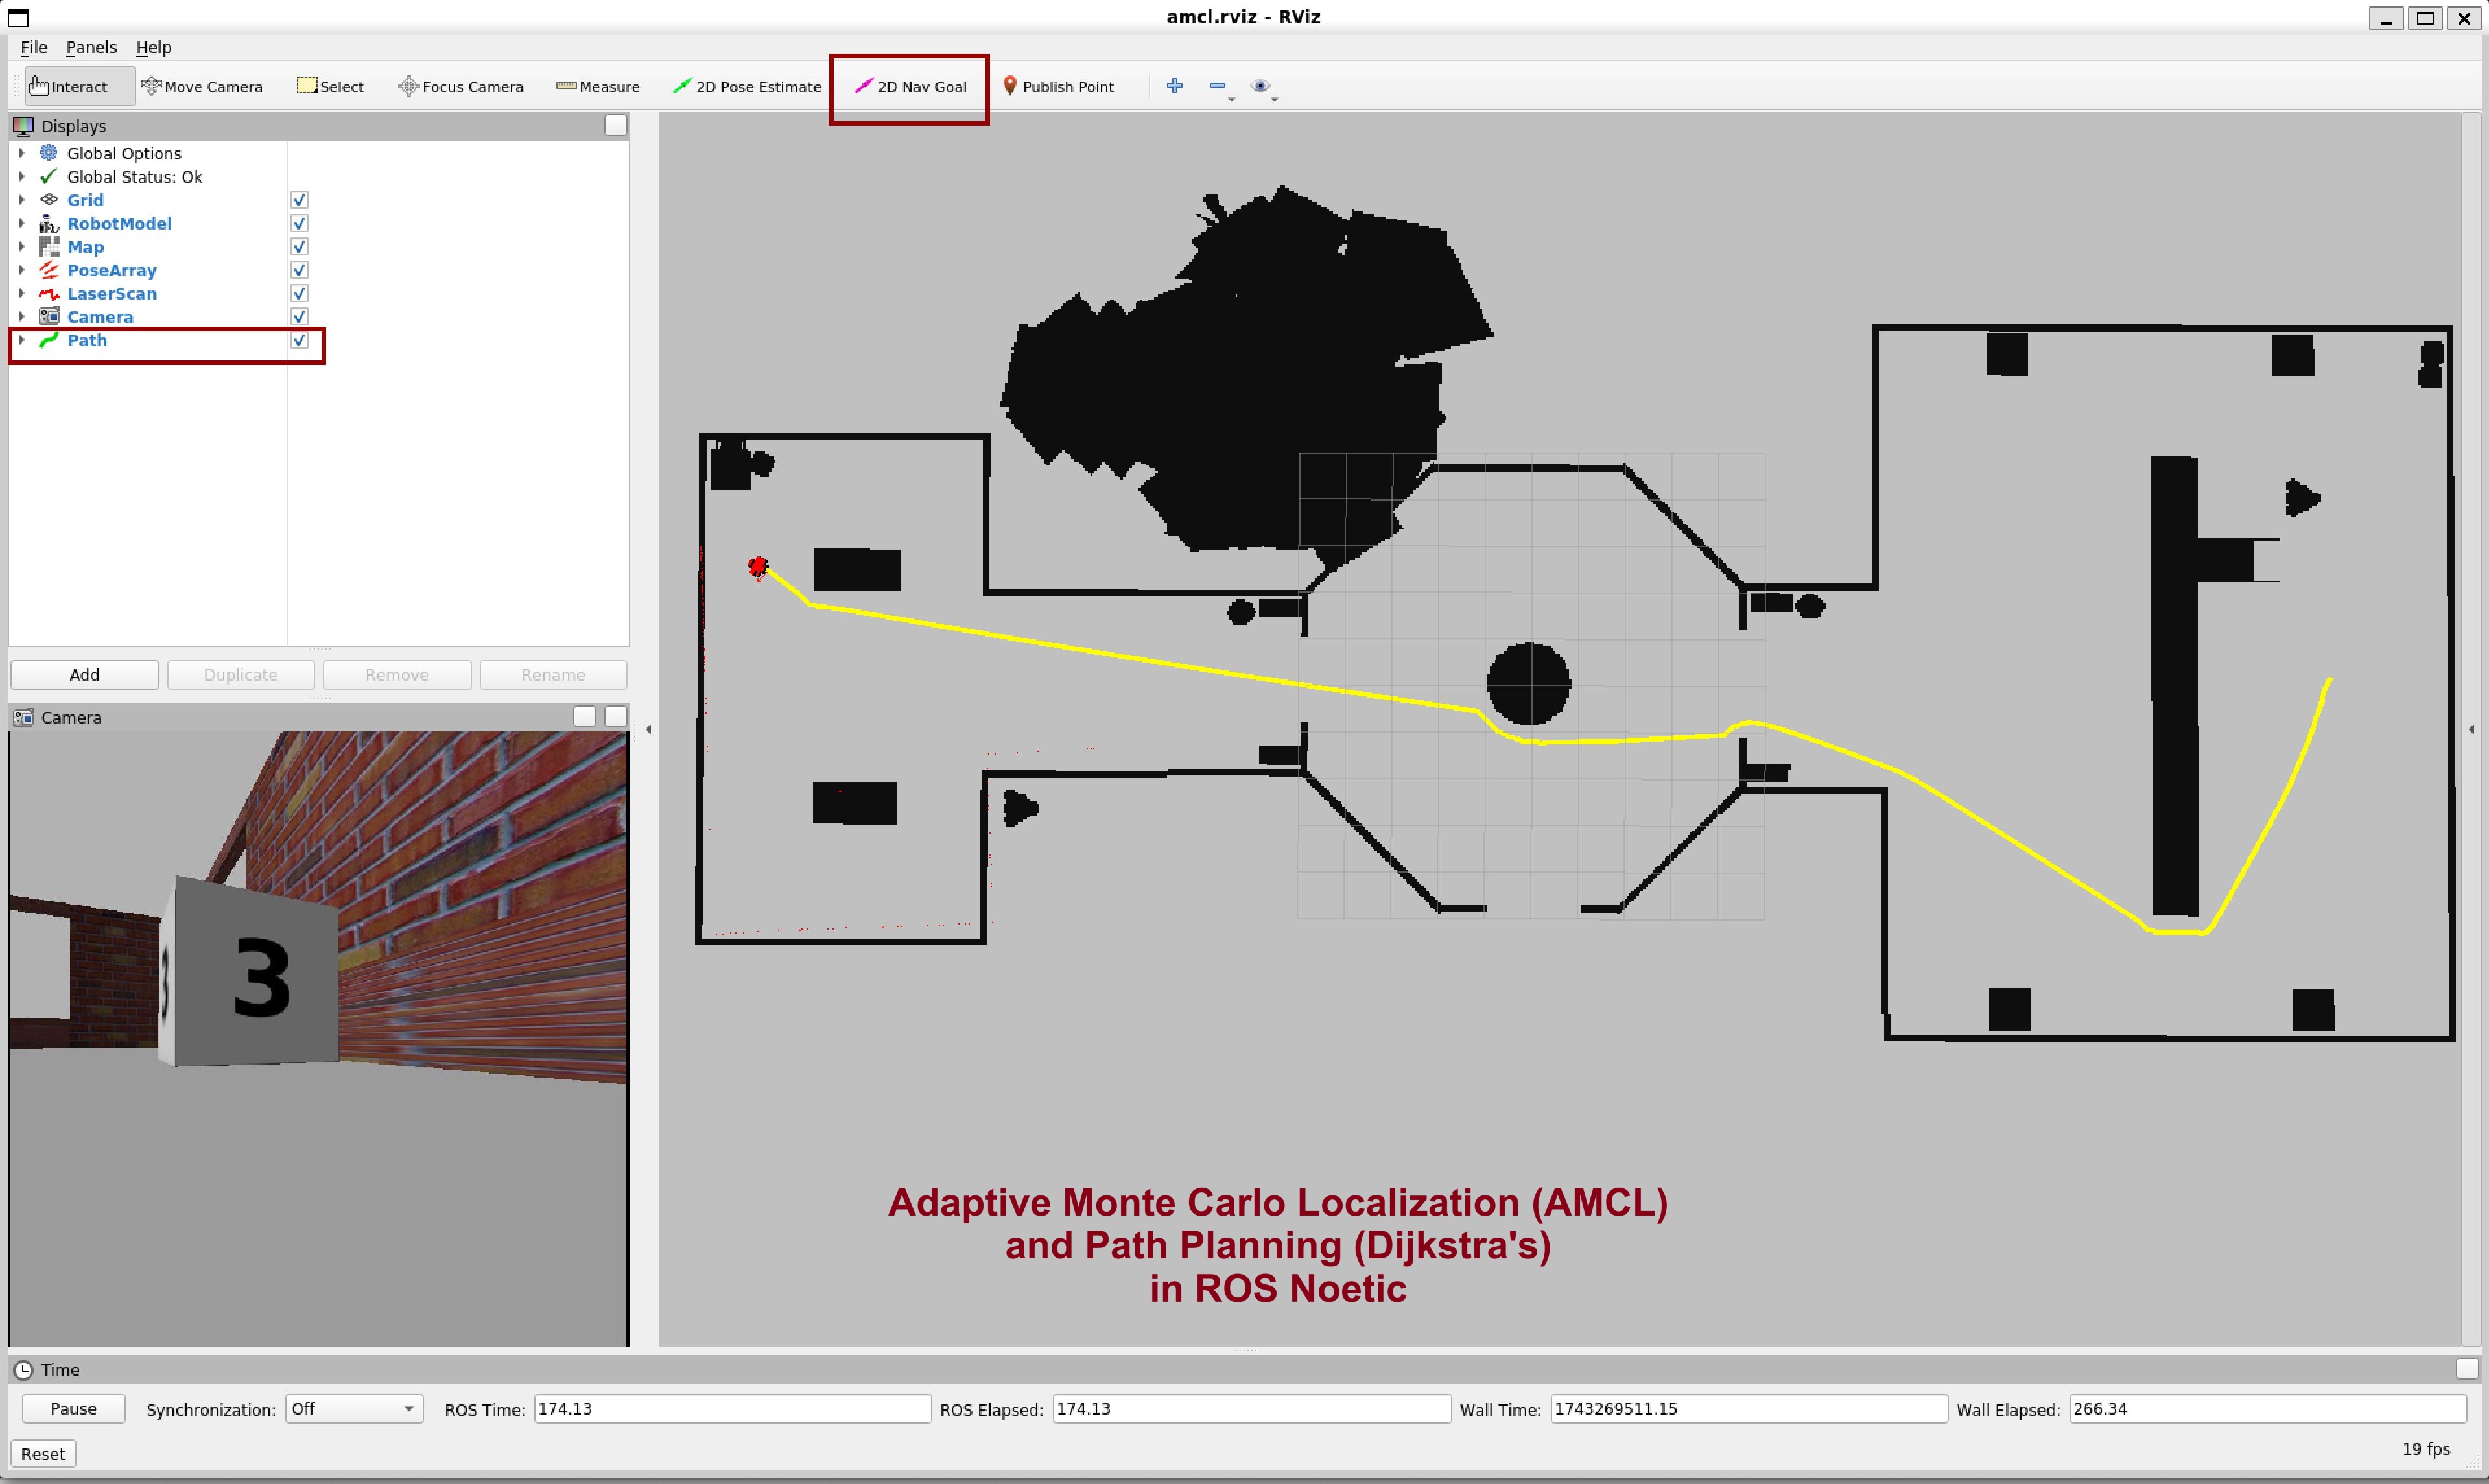 amcl.rviz - RViz
File Panels Help
Interact Move Camera Select Focus Camera Measure 2D Pose Estimate 2D Nav Goal Publish Point
Displays
Global Options
Global Status: Ok
Grid
RobotModel
Map
PoseArray
LaserScan
Camera
Path
Add Duplicate Remove Rename
Camera
3
Adaptive Monte Carlo Localization (AMCL)
and Path Planning (Dijkstra's)
in ROS Noetic
Time
Pause Synchronization: Off ROS Time: 174.13 ROS Elapsed: 174.13 Wall Time: 1743269511.15 Wall Elapsed: 266.34
Reset 19 fps